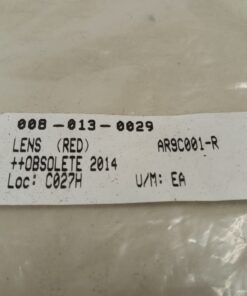 008-013-0029
LENS (RED) AR9C001-R
++OBSOLETE 2014
Loc: C027H U/M: EA